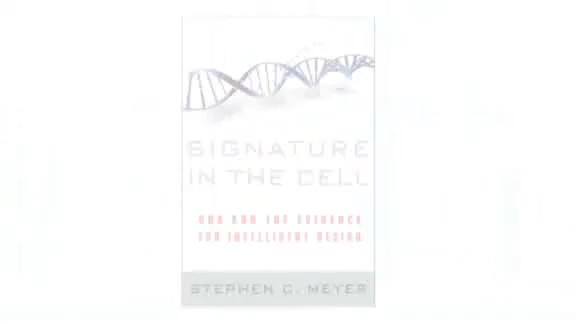 SIGNATURE
IN THE CELL
DNA AND THE EVIDENCE
FOR INTELLIGENT DESIGN
STEPHEN C. MEYER